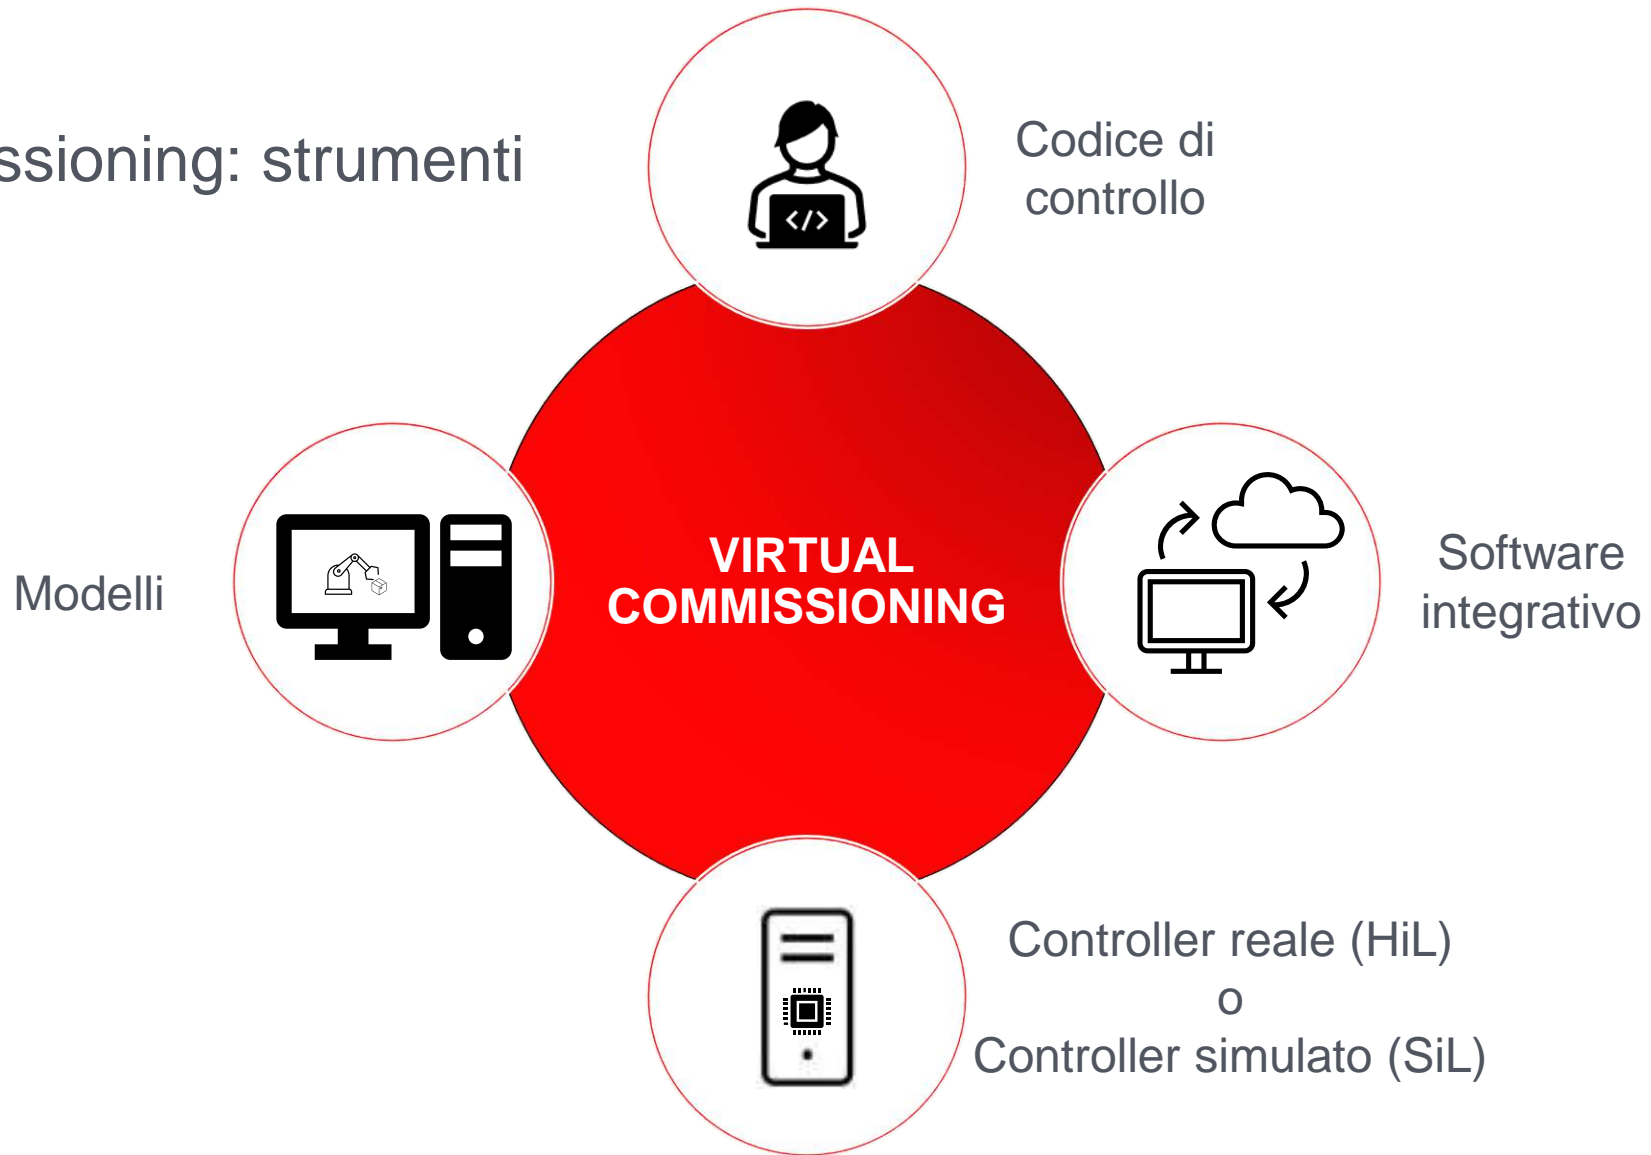 ssioning: strumenti
Codice di
controllo
</>
VIRTUAL
COMMISSIONING
Modelli
Software
integrativo
Controller reale (HiL)
o
Controller simulato (SiL)